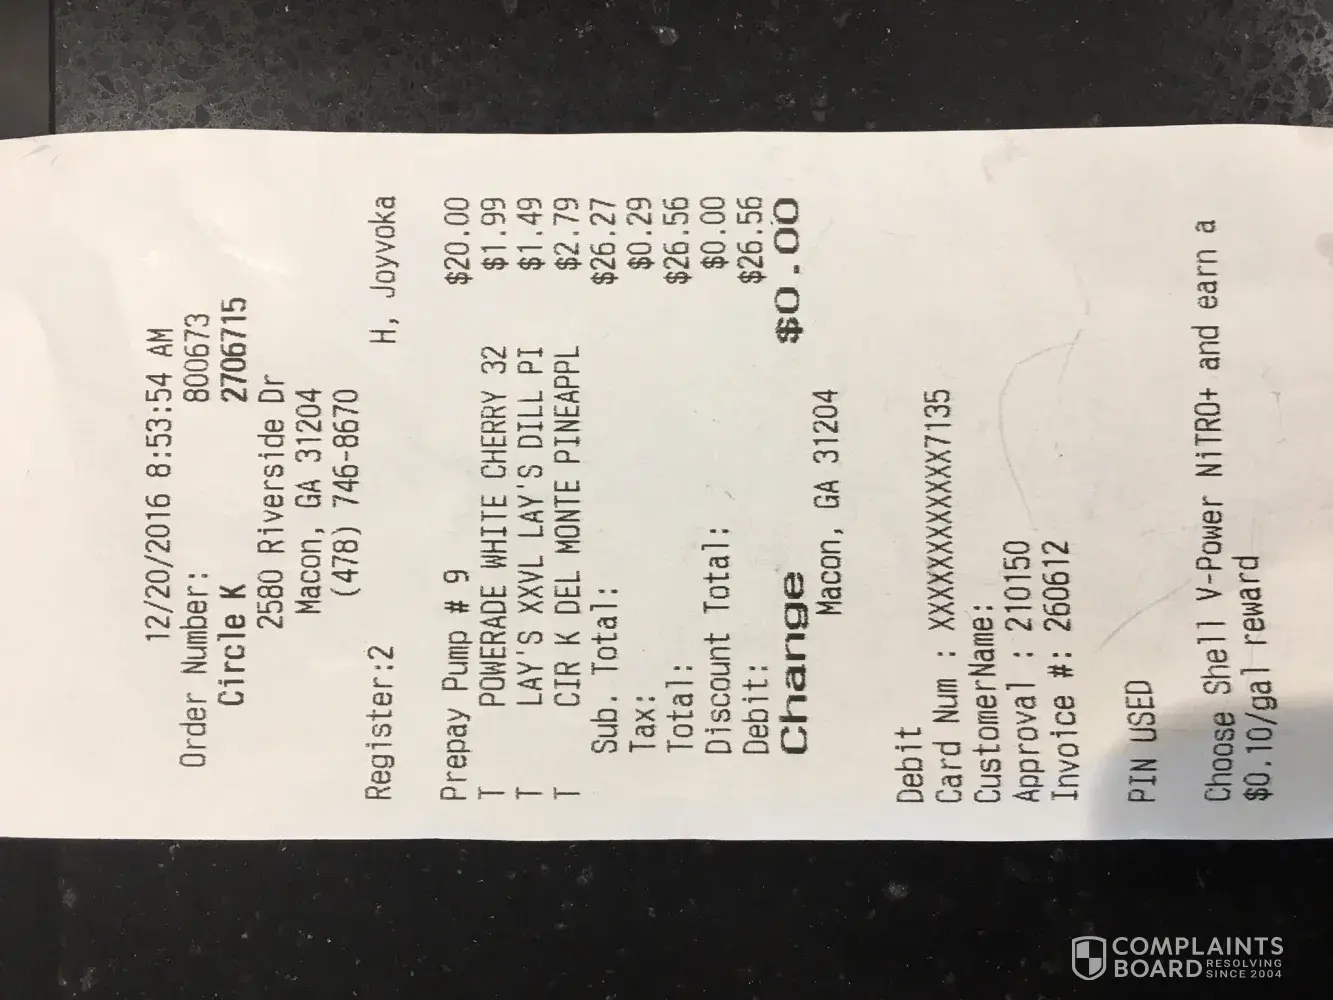 12/20/2016 8:53:54 AM
Order Number: 800673
Circle K 2706715
2580 Riverside Dr
Macon, GA 31204
(478) 746-8670
Register:2 H, Joyvoka
Prepay Pump # 9 $20.00
T POWERADE WHITE CHERRY 32 $1.99
T LAY'S XXVL LAY'S DILL PI $1.49
T CIR K DEL MONTE PINEAPPL $2.79
Sub. Total: $26.27
Tax: $0.29
Total: $26.56
Discount Total: $0.00
Debit: $26.56
Change $0.00
Macon, GA 31204
Debit
Card Num : XXXXXXXXXXXX7135
CustomerName:
Approval : 210150
Invoice #: 260612
PIN USED
Choose Shell V-Power NiTRO+ and earn a
$0.10/gal reward
COMPLAINTS
BOARD RESOLVING
SINCE 2004